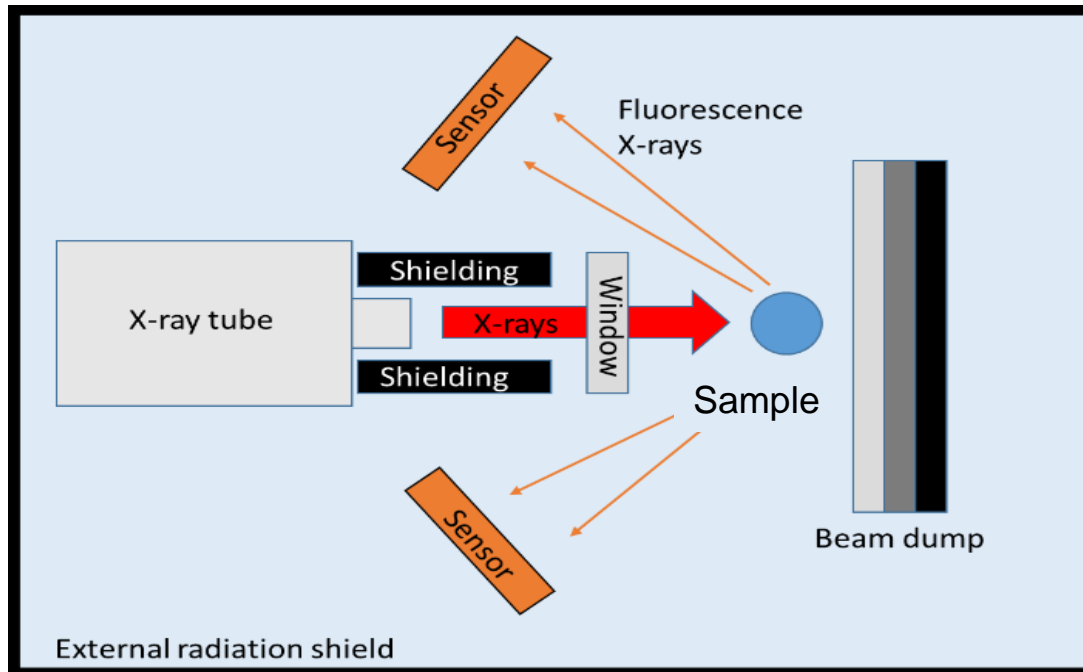 Sensor
Fluorescence
X-rays
Shielding
X-ray tube
X-rays
Window
Shielding
Sample
Sensor
Beam dump
External radiation shield